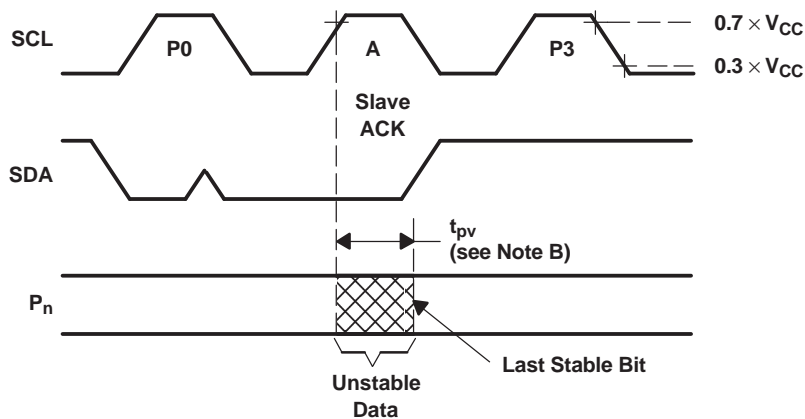 SCL
P0
A
P3
0.7 × VCC
0.3 × VCC
Slave
ACK
SDA
tpv
(see Note B)
Pn
Last Stable Bit
Unstable
Data